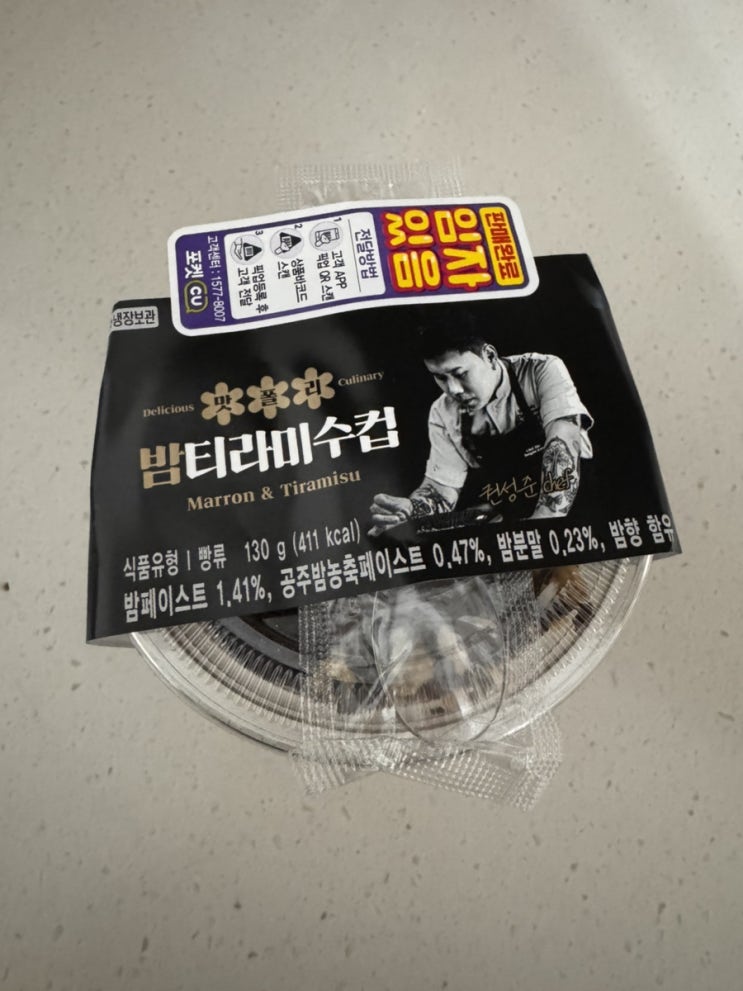 판매완료
임자
있음
전달방법
1
고객 APP
픽업 QR 스캔
2
상품바코드
스캔
3
픽업등록 후
고객 전달
고객센터 : 1577-8007
포켓 CU
냉장보관
Delicious 맛폴리 Culinary
밤티라미수컵
Marron & Tiramisu
권성준 chef
식품유형 | 빵류 130 g (411 kcal)
밤페이스트 1.41%, 공주밤농축페이스트 0.47%, 밤분말 0.23%, 밤향 함유